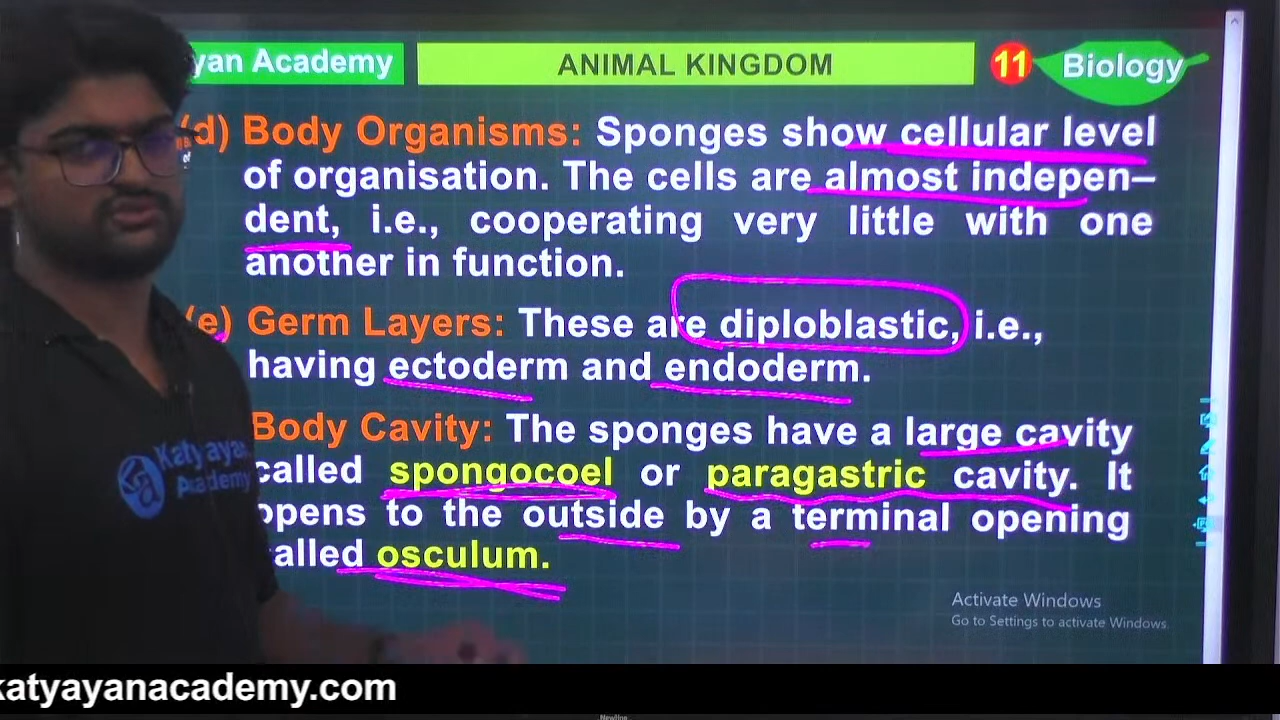 yan Academy
ANIMAL KINGDOM
11
Biology
(d) Body Organisms: Sponges show cellular level
of organisation. The cells are almost indepen–
dent, i.e., cooperating very little with one
another in function.
(e) Germ Layers: These are diploblastic, i.e.,
having ectoderm and endoderm.
Body Cavity: The sponges have a large cavity
called spongocoel or paragastric cavity. It
opens to the outside by a terminal opening
called osculum.
Katyayan
Academy
Activate Windows
Go to Settings to activate Windows.
katyayanacademy.com
Newline